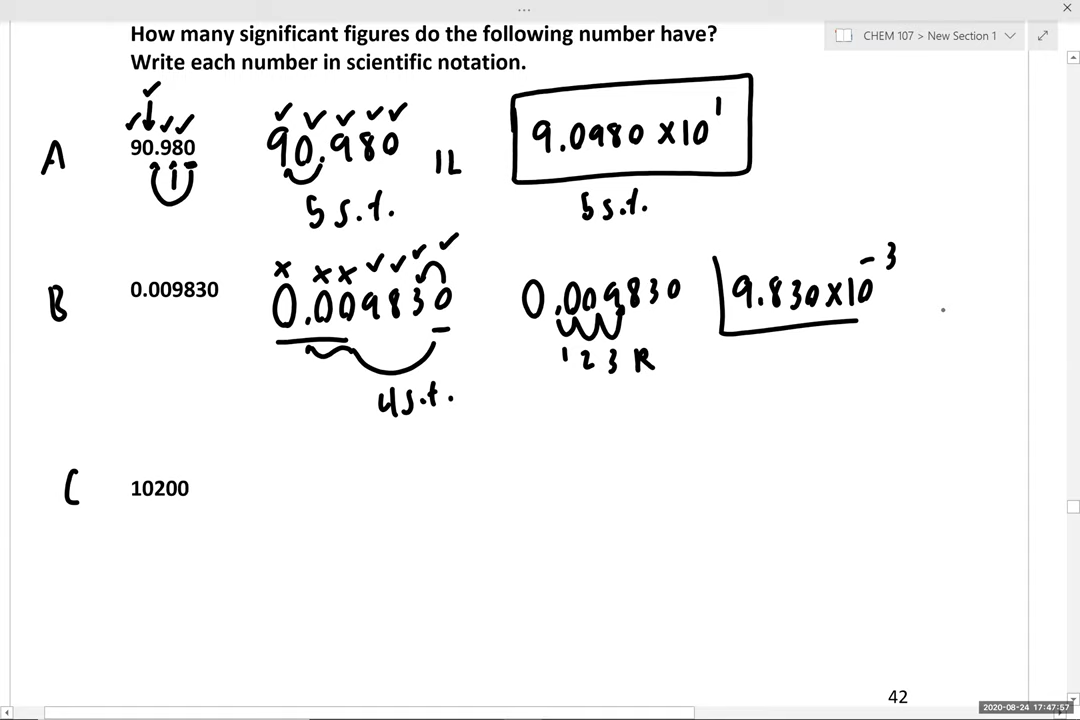 CHEM 107 > New Section 1
How many significant figures do the following number have?
Write each number in scientific notation.
A 90.980 90.980 1L 9.0980 ×10¹
5 s.f. 5 s.f.
B 0.009830 0.009830 0.009830 9.830×10⁻³
1 2 3 R
4 s.f.
C 10200
42
2020-08-24 17:47:57